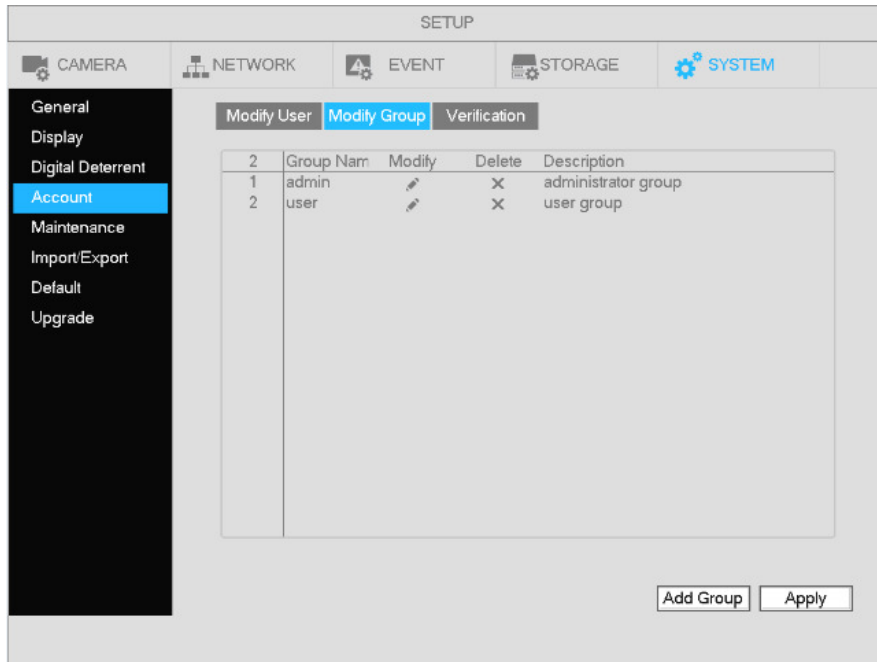 SETUP
CAMERA NETWORK EVENT STORAGE SYSTEM
General
Display
Digital Deterrent
Account
Maintenance
Import/Export
Default
Upgrade
Modify User Modify Group Verification
2 Group Nam Modify Delete Description
1 admin administrator group
2 user user group
Add Group Apply